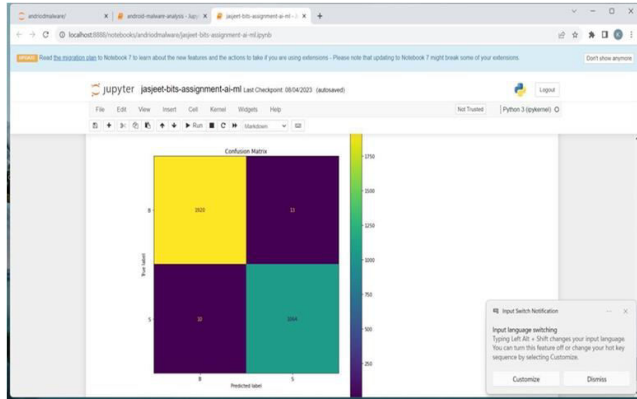 andriodmalware/
android-malware-analysis - Jupy
jasjeet-bits-assignment-ai-ml - J
localhost:8888/notebooks/andriodmalware/jasjeet-bits-assignment-ai-ml.ipynb
UPDATE Read the migration plan to Notebook 7 to learn about the new features and the actions to take if you are using extensions - Please note that updating to Notebook 7 might break some of your extensions.
Don't show anymore
jupyter jasjeet-bits-assignment-ai-ml Last Checkpoint: 08/04/2023 (autosaved)
Logout
File Edit View Insert Cell Kernel Widgets Help
Not Trusted
Python 3 (ipykernel)
Run
Markdown
Confusion Matrix
1750
1500
1250
1000
750
500
250
B
S
True label
B
S
Predicted label
Input Switch Notification
Input language switching
Typing Left Alt + Shift changes your input language.
You can turn this feature off or change your hot key
sequence by selecting Customize.
Customize
Dismiss